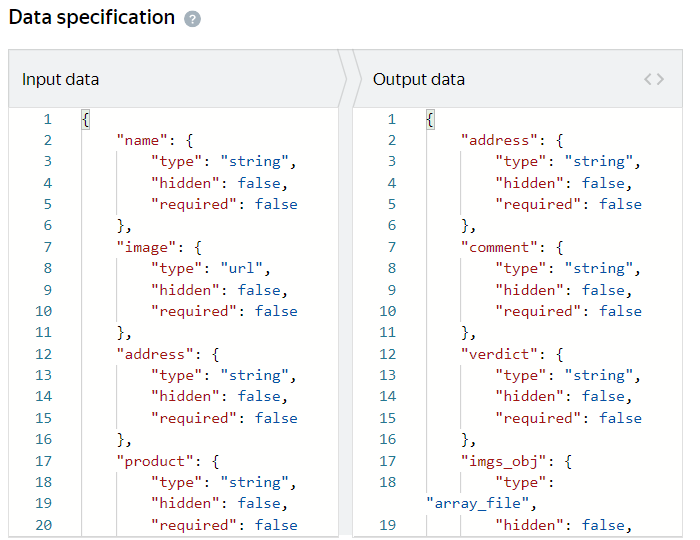 Data specification ?
Input data
1 {
2 "name": {
3 "type": "string",
4 "hidden": false,
5 "required": false
6 },
7 "image": {
8 "type": "url",
9 "hidden": false,
10 "required": false
11 },
12 "address": {
13 "type": "string",
14 "hidden": false,
15 "required": false
16 },
17 "product": {
18 "type": "string",
19 "hidden": false,
20 "required": false
Output data <>
1 {
2 "address": {
3 "type": "string",
4 "hidden": false,
5 "required": false
6 },
7 "comment": {
8 "type": "string",
9 "hidden": false,
10 "required": false
11 },
12 "verdict": {
13 "type": "string",
14 "hidden": false,
15 "required": false
16 },
17 "imgs_obj": {
18 "type":
"array_file",
19 "hidden": false,